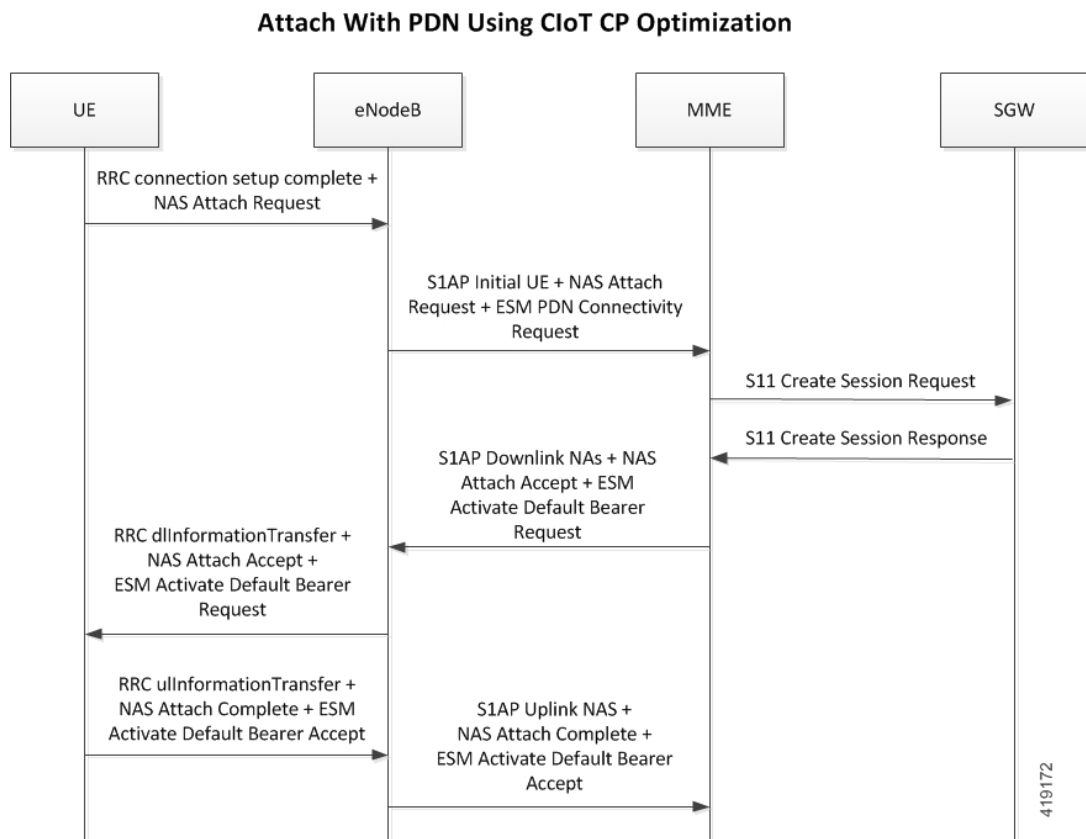 Attach With PDN Using CIoT CP Optimization
UE
eNodeB
MME
SGW
RRC connection setup complete +
NAS Attach Request
S1AP Initial UE + NAS Attach
Request + ESM PDN Connectivity
Request
S11 Create Session Request
S11 Create Session Response
S1AP Downlink NAs + NAS
Attach Accept + ESM
Activate Default Bearer
Request
RRC dlInformationTransfer +
NAS Attach Accept +
ESM Activate Default Bearer
Request
RRC ulInformationTransfer +
NAS Attach Complete + ESM
Activate Default Bearer Accept
S1AP Uplink NAS +
NAS Attach Complete +
ESM Activate Default Bearer
Accept
419172